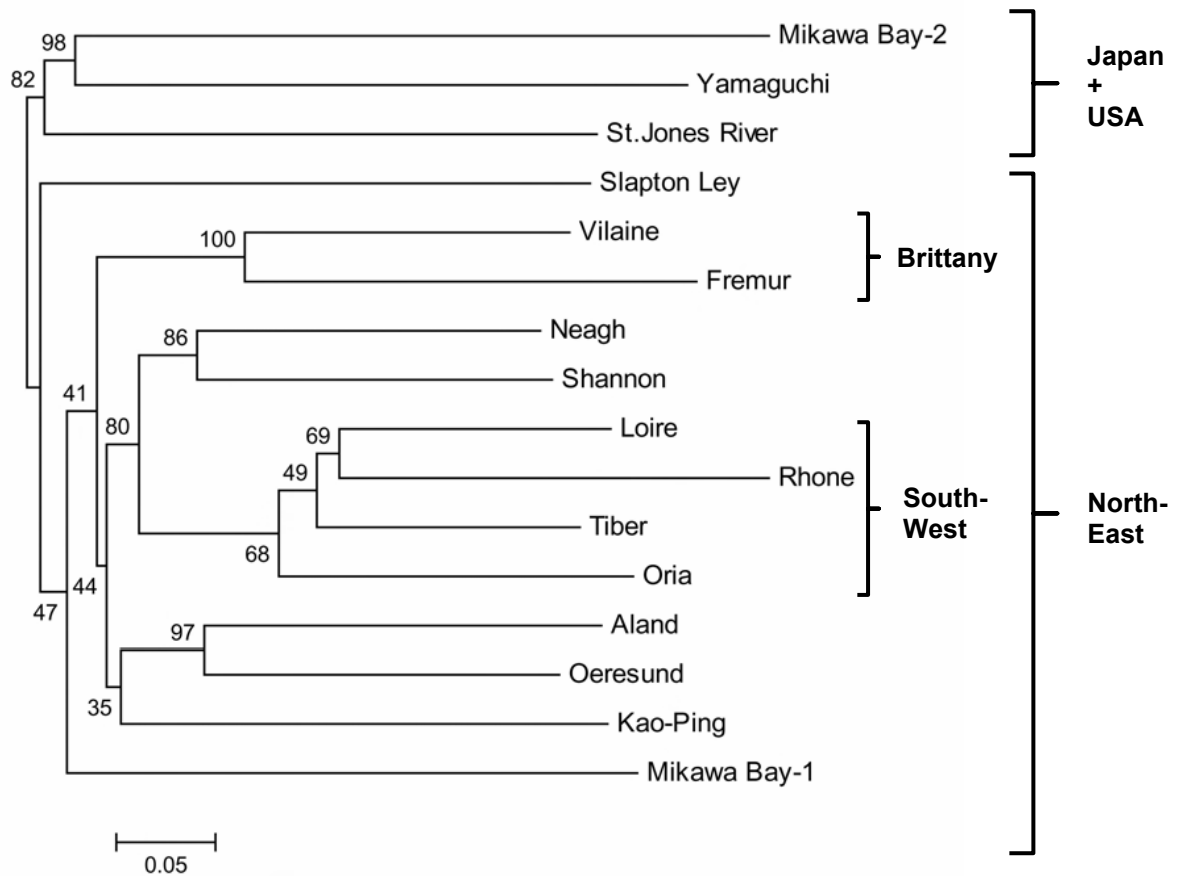 98
Mikawa Bay-2
82
Yamaguchi
Japan
+
USA
St.Jones River
Slapton Ley
100
Vilaine
Brittany
Fremur
86
Neagh
Shannon
41
80
69
Loire
49
Rhone
South-
West
North-
East
68
Tiber
44
47
Oria
97
Aland
Oeresund
35
Kao-Ping
Mikawa Bay-1
0.05